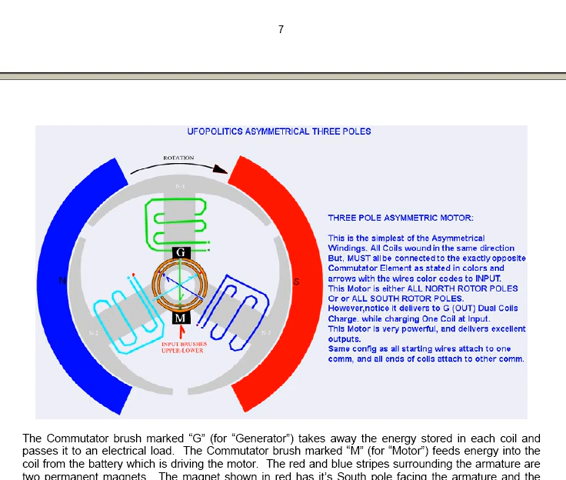 7
UFOPOLITICS ASYMMETRICAL THREE POLES
ROTATION
N-1
THREE POLE ASYMMETRIC MOTOR:
This is the simplest of the Asymmetrical
Windings. All Coils wound in the same direction
But, MUST all be connected to the exactly opposite
Commutator Element as stated in colors and
arrows with the wires color codes to INPUT.
This Motor is either ALL NORTH ROTOR POLES
Or or ALL SOUTH ROTOR POLES.
However,notice it delivers to G (OUT) Dual Coils
Charge, while charging One Coil at Input.
This Motor is very powerful, and delivers excellent
outputs.
Same config as all starting wires attach to one
comm, and all ends of coils attach to other comm.
G
N
S
M
INPUT BRUSHES
UPPER-LOWER
The Commutator brush marked “G” (for “Generator”) takes away the energy stored in each coil and
passes it to an electrical load. The Commutator brush marked “M” (for “Motor”) feeds energy into the
coil from the battery which is driving the motor. The red and blue stripes surrounding the armature are
two permanent magnets. The magnet shown in red has it’s South pole facing the armature and the